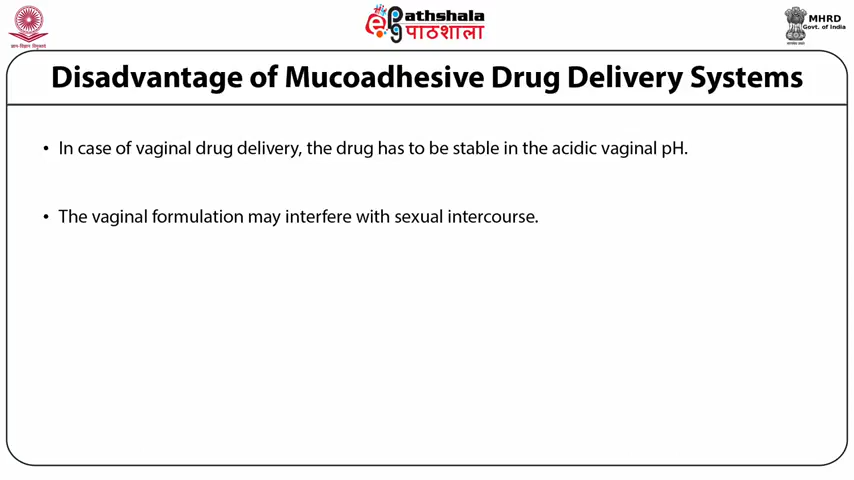 Pathshala
पाठशाला
MHRD
Govt. of India
Disadvantage of Mucoadhesive Drug Delivery Systems
• In case of vaginal drug delivery, the drug has to be stable in the acidic vaginal pH.
• The vaginal formulation may interfere with sexual intercourse.